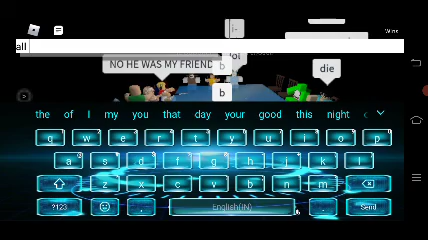 Wins
all
NO HE WAS MY FRIEND
b
die
b
the of I my you that day your good this night
q w e r t y u i o p
a s d f g h j k l
z x c v b n m
?123 , English(IN) . Send